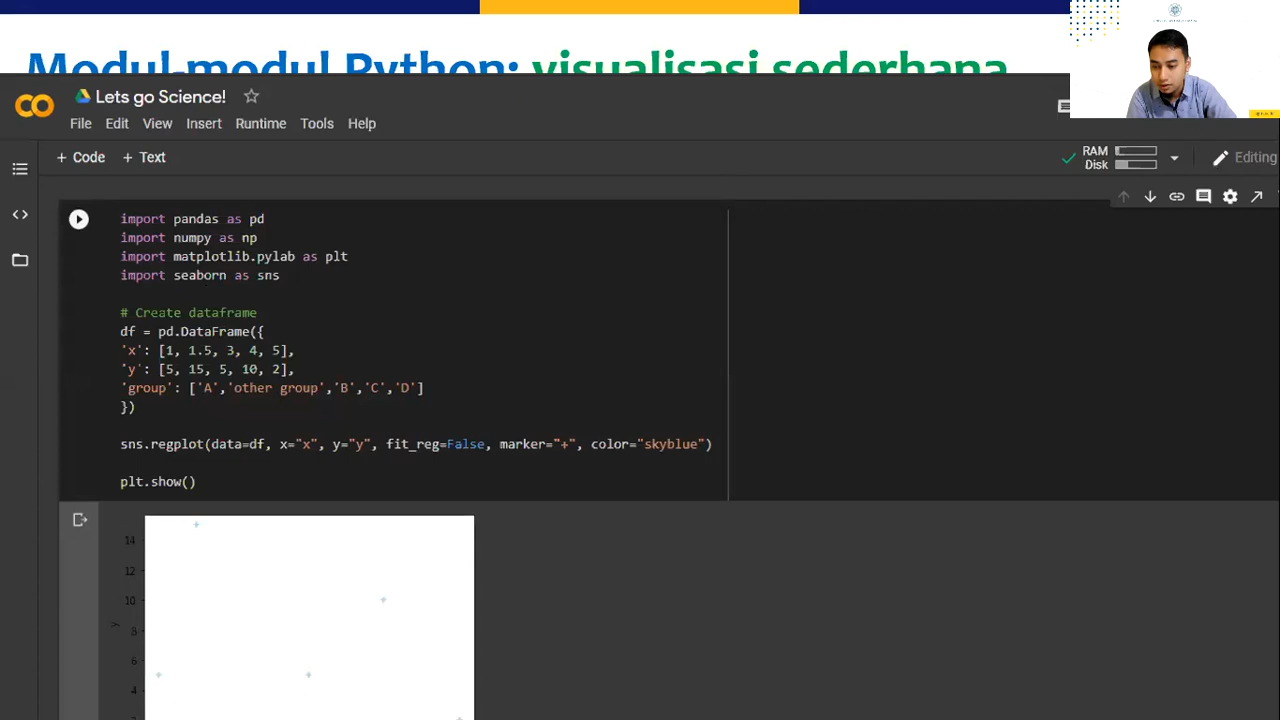 Modul-modul Python: visualisasi sederhana
Lets go Science!
File Edit View Insert Runtime Tools Help
+ Code + Text
RAM
Disk
Editing
import pandas as pd
import numpy as np
import matplotlib.pylab as plt
import seaborn as sns
# Create dataframe
df = pd.DataFrame({
'x': [1, 1.5, 3, 4, 5],
'y': [5, 15, 5, 10, 2],
'group': ['A','other group','B','C','D']
})
sns.regplot(data=df, x="x", y="y", fit_reg=False, marker="+", color="skyblue")
plt.show()
14
12
10
8
y
6
4